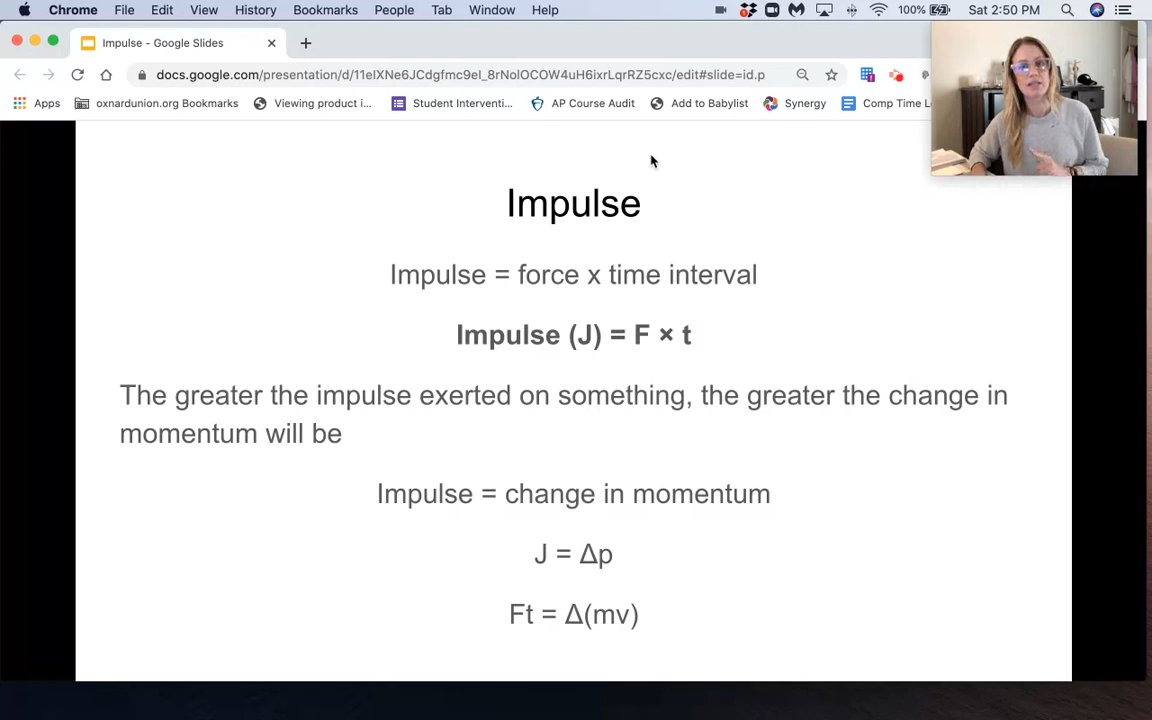 Chrome File Edit View History Bookmarks People Tab Window Help 100% Sat 2:50 PM
Impulse - Google Slides
docs.google.com/presentation/d/11elXNe6JCdgfmc9eI_8rNolOCOW4uH6ixrLqrRZ5cxc/edit#slide=id.p
Apps oxnardunion.org Bookmarks Viewing product i... Student Interventi... AP Course Audit Add to Babylist Synergy Comp Time
Impulse
Impulse = force x time interval
Impulse (J) = F × t
The greater the impulse exerted on something, the greater the change in
momentum will be
Impulse = change in momentum
J = Δp
Ft = Δ(mv)